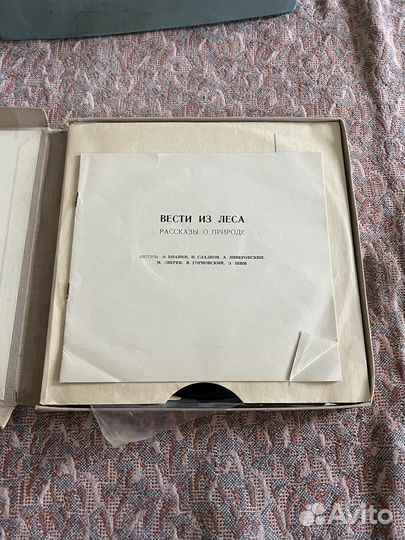 ВЕСТИ ИЗ ЛЕСА
РАССКАЗЫ О ПРИРОДЕ
АВТОРЫ: В. БИАНКИ, Н. СЛАДКОВ, А. ЛИВЕРОВСКИЙ,
М. ЗВЕРЕВ, В. ГОРНОВСКИЙ, Э. ШИМ
Avito